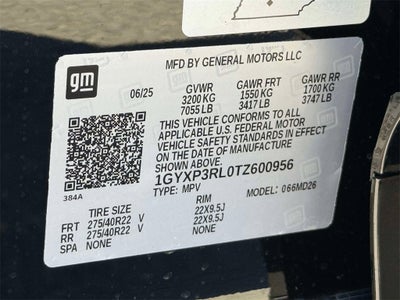 gm
MFD BY GENERAL MOTORS LLC
06/25 GVWR GAWR FRT GAWR RR
3200 KG 1550 KG 1700 KG
7055 LB 3417 LB 3747 LB
THIS VEHICLE CONFORMS TO ALL
APPLICABLE U.S. FEDERAL MOTOR
VEHICLE SAFETY STANDARDS IN EFFECT
ON THE DATE OF MANUFACTURE
SHOWN ABOVE.
1GYXP3RL0TZ600956
384A TYPE: MPV MODEL: 066MD26
TIRE SIZE RIM
FRT 275/40R22 V 22X9.5J
RR 275/40R22 V 22X9.5J
SPA NONE NONE